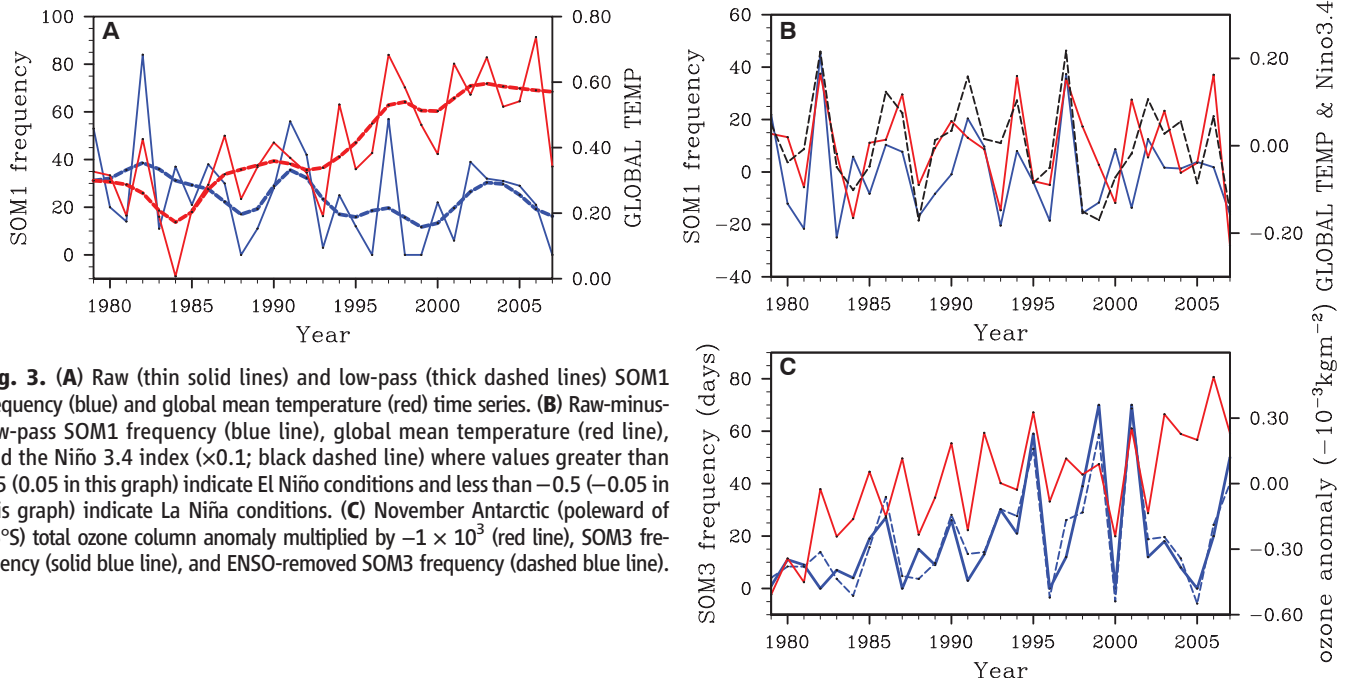 A
100
80
60
40
20
0
SOM1 frequency
0.80
0.60
0.40
0.20
0.00
GLOBAL TEMP
1980 1985 1990 1995 2000 2005
Year
B
60
40
20
0
−20
−40
SOM1 frequency
0.20
0.00
−0.20
GLOBAL TEMP & Nino3.4
1980 1985 1990 1995 2000 2005
Year
C
80
60
40
20
0
SOM3 frequency (days)
0.30
0.00
−0.30
−0.60
ozone anomaly (−10⁻³kgm⁻²)
1980 1985 1990 1995 2000 2005
Year
g. 3. (A) Raw (thin solid lines) and low-pass (thick dashed lines) SOM1
equency (blue) and global mean temperature (red) time series. (B) Raw-minus-
w-pass SOM1 frequency (blue line), global mean temperature (red line),
d the Niño 3.4 index (×0.1; black dashed line) where values greater than
5 (0.05 in this graph) indicate El Niño conditions and less than −0.5 (−0.05 in
is graph) indicate La Niña conditions. (C) November Antarctic (poleward of
°S) total ozone column anomaly multiplied by −1 × 10³ (red line), SOM3 fre-
ency (solid blue line), and ENSO-removed SOM3 frequency (dashed blue line).